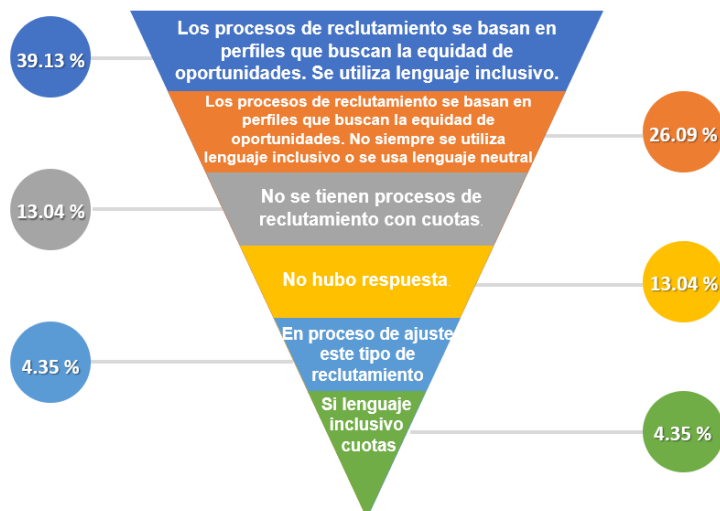 Los procesos de reclutamiento se basan en
perfiles que buscan la equidad de
oportunidades. Se utiliza lenguaje inclusivo.
39.13 %
Los procesos de reclutamiento se basan en
perfiles que buscan la equidad de
oportunidades. No siempre se utiliza
lenguaje inclusivo o se usa lenguaje neutral
26.09 %
No se tienen procesos de
reclutamiento con cuotas.
13.04 %
No hubo respuesta.
13.04 %
En proceso de ajuste
este tipo de
reclutamiento
4.35 %
Si lenguaje
inclusivo
cuotas
4.35 %